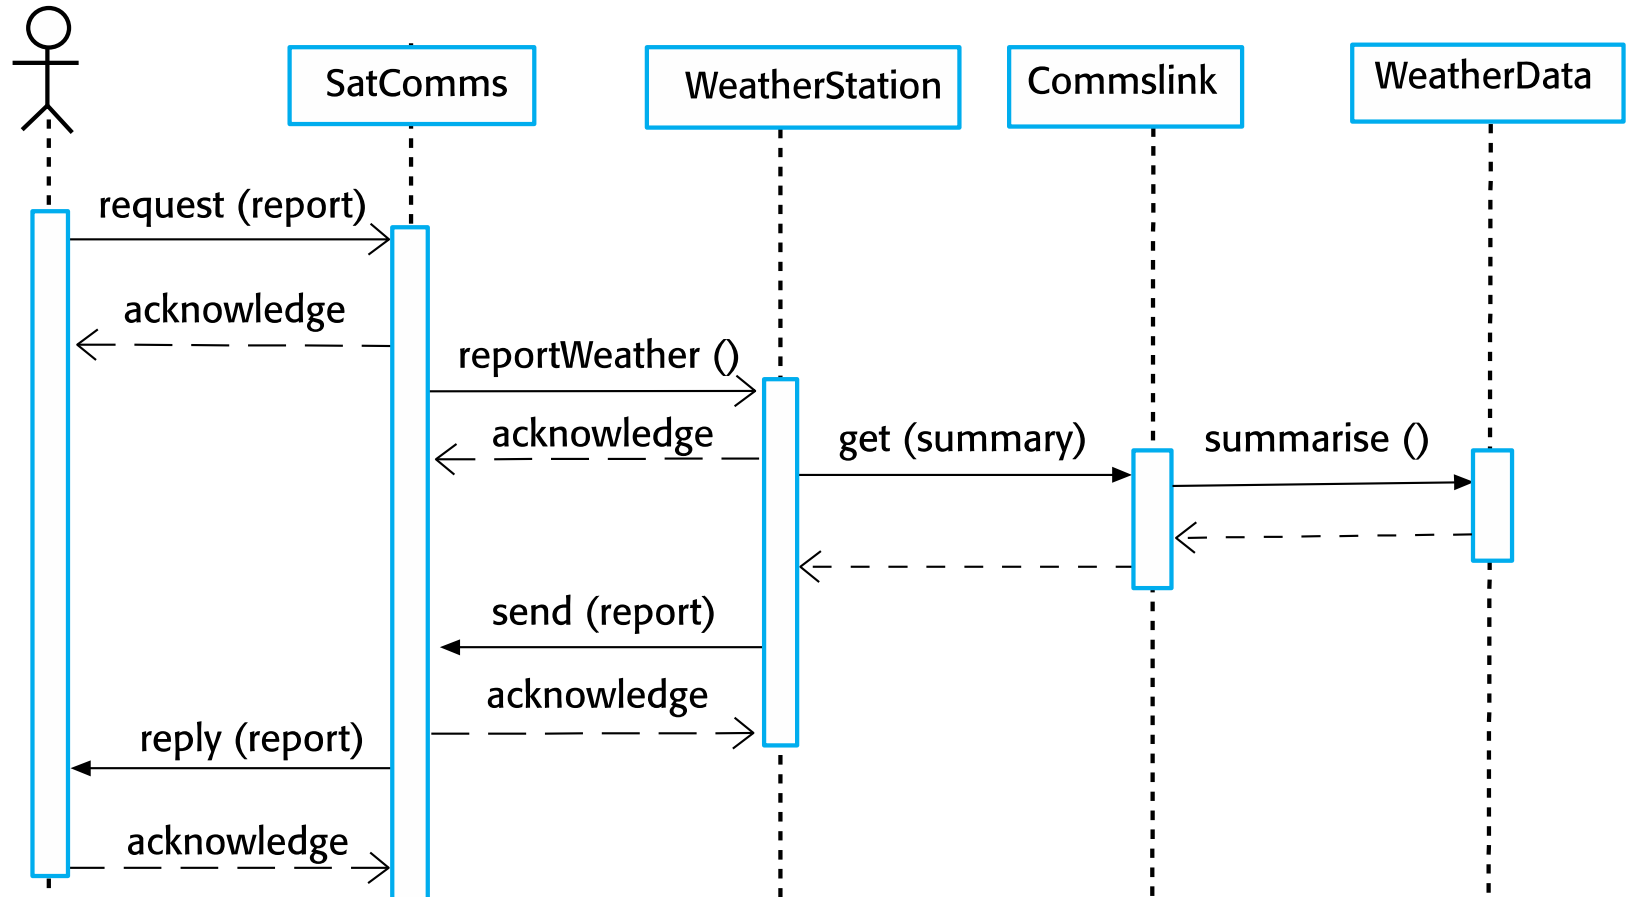 SatComms
WeatherStation
Commslink
WeatherData
request (report)
acknowledge
reportWeather ()
acknowledge
get (summary)
summarise ()
send (report)
acknowledge
reply (report)
acknowledge